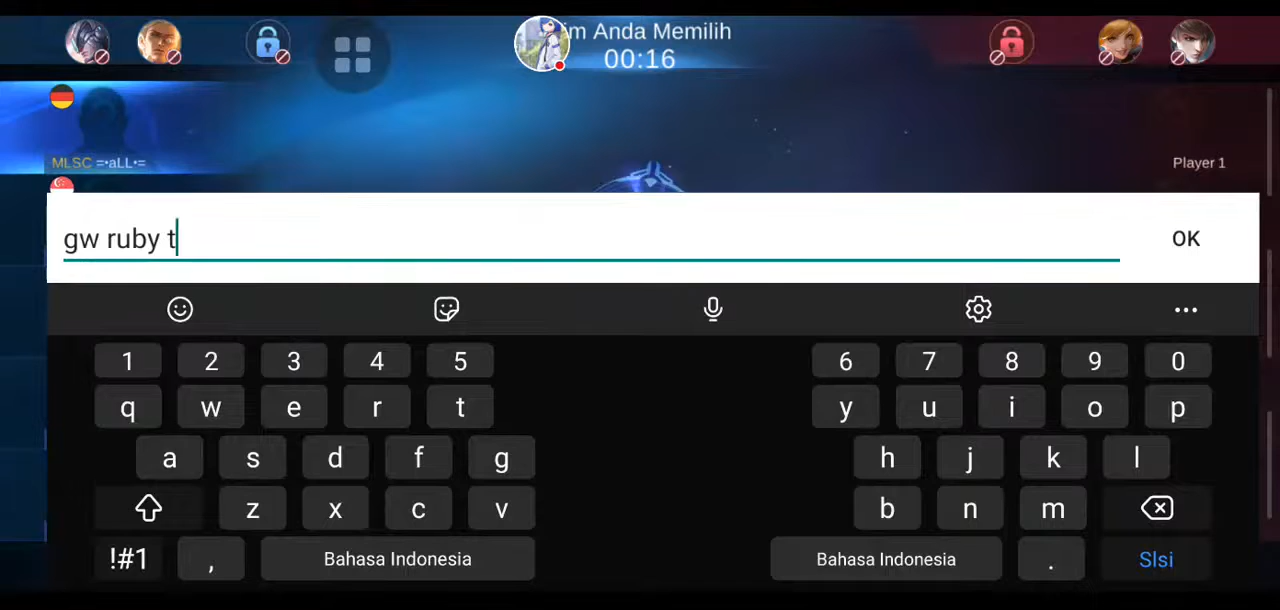 im Anda Memilih
00:16
MLSC =•aLL•=
Player 1
gw ruby t
OK
1 2 3 4 5 6 7 8 9 0
q w e r t y u i o p
a s d f g h j k l
z x c v b n m
!#1 , Bahasa Indonesia Bahasa Indonesia . Slsi